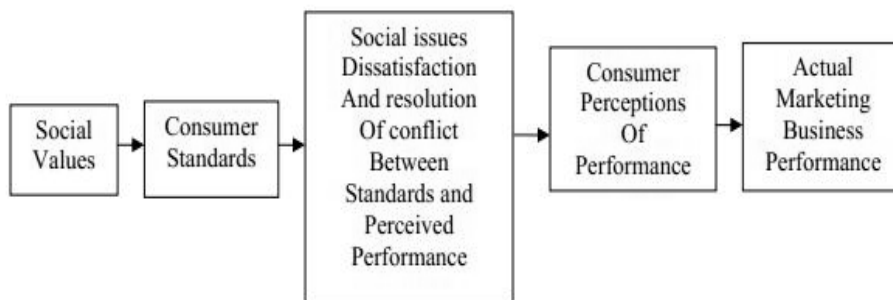 Social
Values
Consumer
Standards
Social issues
Dissatisfaction
And resolution
Of conflict
Between
Standards and
Perceived
Performance
Consumer
Perceptions
Of
Performance
Actual
Marketing
Business
Performance